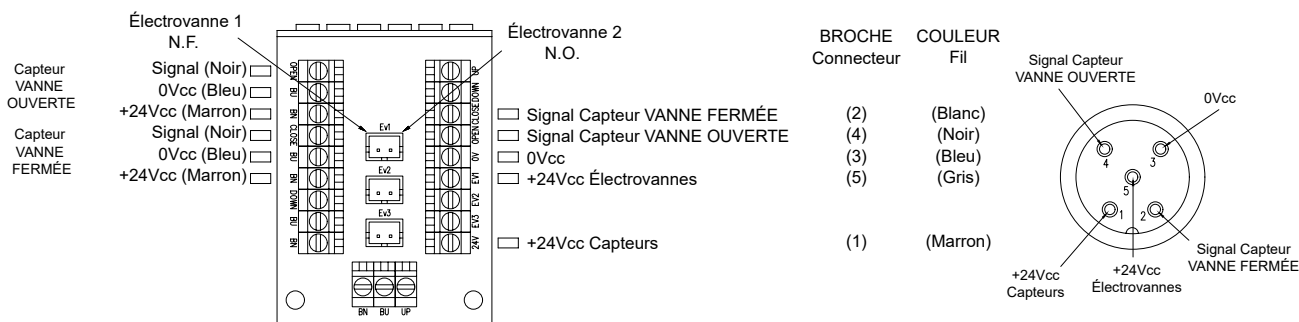 Électrovanne 1
N.F.
Électrovanne 2
N.O.
Capteur
VANNE
OUVERTE
Signal (Noir)
0Vcc (Bleu)
+24Vcc (Marron)
Capteur
VANNE
FERMÉE
Signal (Noir)
0Vcc (Bleu)
+24Vcc (Marron)
OPEN
BU
BN
CLOSE
BU
BN
DOWN
BU
BN
Ev1
Ev2
Ev3
UP
DOWN
CLOSE
OPEN
0V
EV1
EV2
EV3
24V
BN BU UP
BROCHE COULEUR
Connecteur Fil
Signal Capteur VANNE FERMÉE (2) (Blanc)
Signal Capteur VANNE OUVERTE (4) (Noir)
0Vcc (3) (Bleu)
+24Vcc Électrovannes (5) (Gris)
+24Vcc Capteurs (1) (Marron)
Signal Capteur
VANNE OUVERTE
0Vcc
4
3
5
1
2
Signal Capteur
VANNE FERMÉE
+24Vcc
Capteurs
+24Vcc
Électrovannes